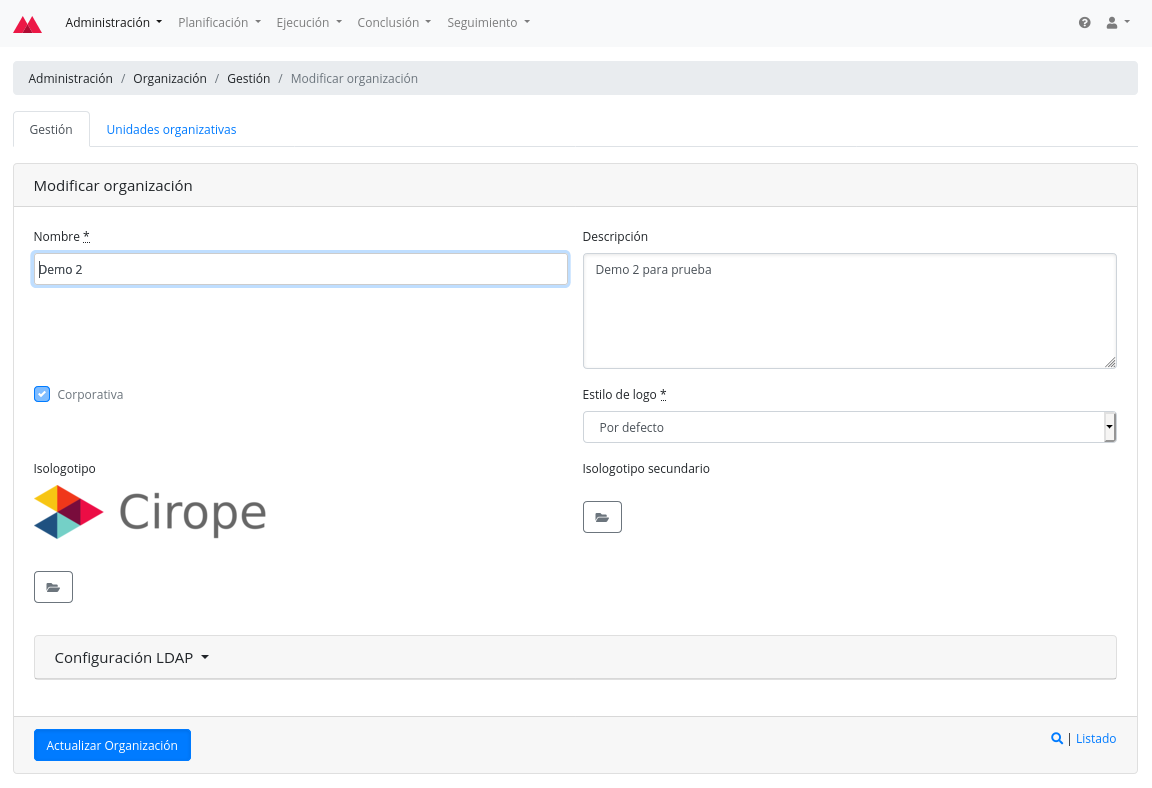 Administración Planificación Ejecución Conclusión Seguimiento
Administración / Organización / Gestión / Modificar organización
Gestión Unidades organizativas
Modificar organización
Nombre * Descripción
Demo 2 Demo 2 para prueba
Corporativa Estilo de logo *
Por defecto
Isologotipo Isologotipo secundario
Cirope
Configuración LDAP
Actualizar Organización | Listado